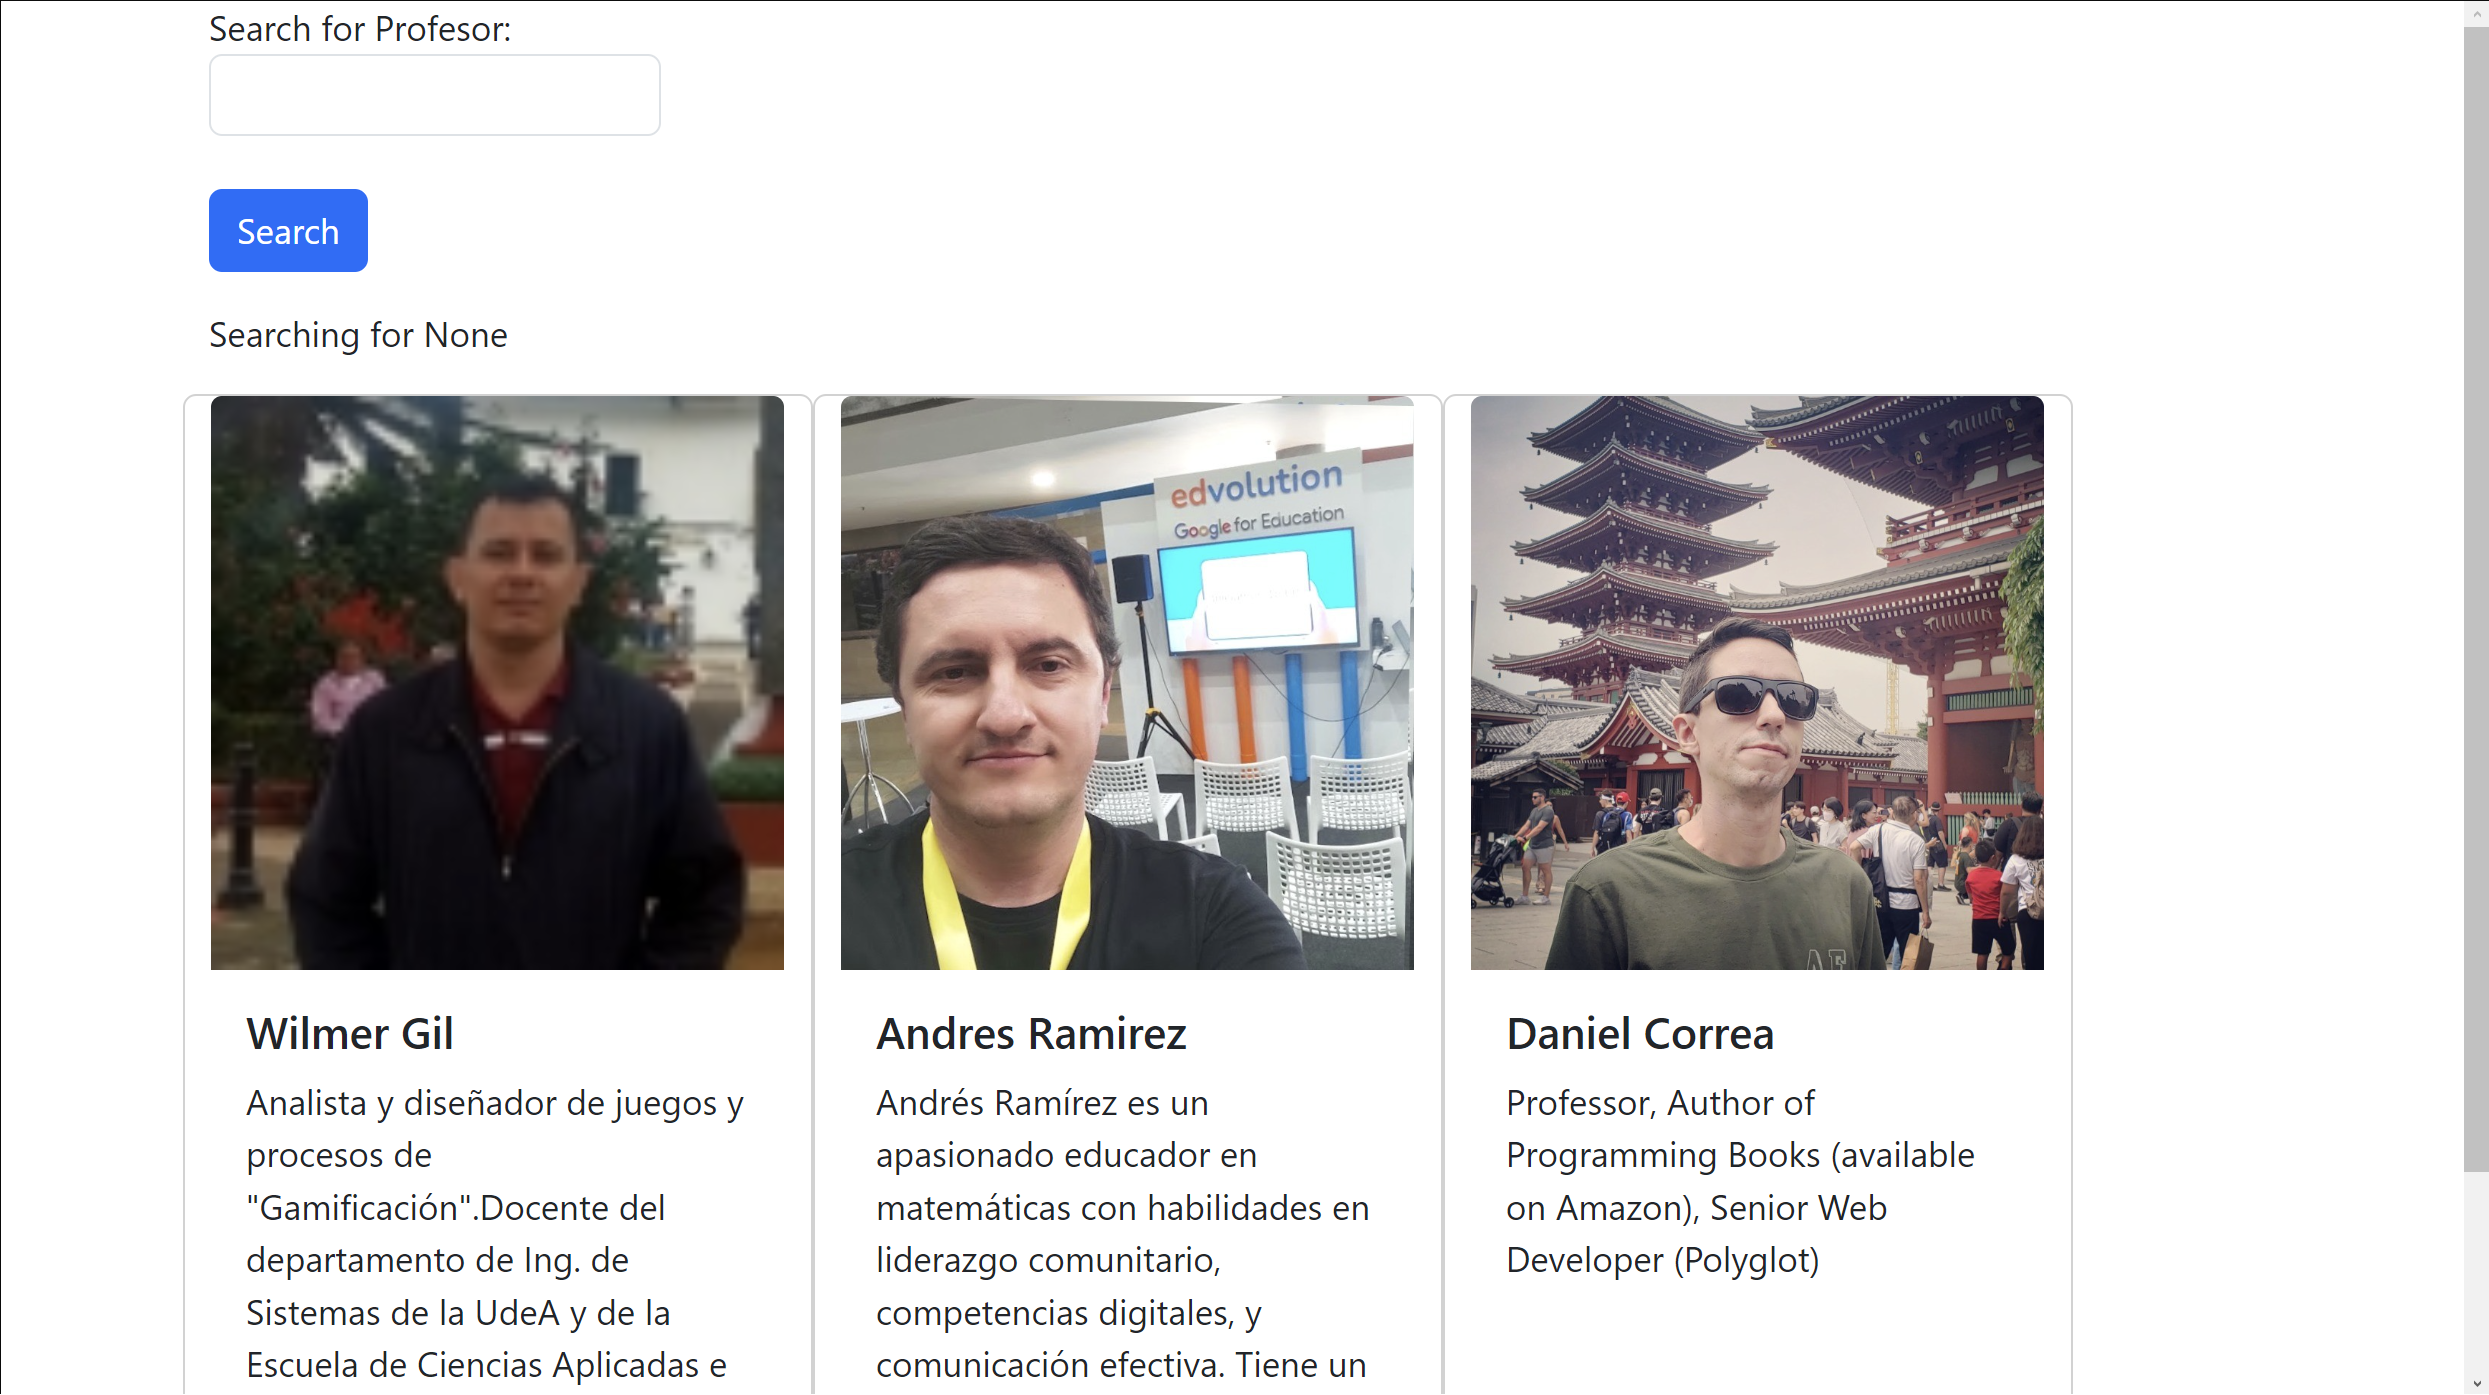 Search for Profesor:
Search
Searching for None
edvolution
Google for Education
AF
Wilmer Gil
Analista y diseñador de juegos y
procesos de
"Gamificación".Docente del
departamento de Ing. de
Sistemas de la UdeA y de la
Escuela de Ciencias Aplicadas e
Andres Ramirez
Andrés Ramírez es un
apasionado educador en
matemáticas con habilidades en
liderazgo comunitario,
competencias digitales, y
comunicación efectiva. Tiene un
Daniel Correa
Professor, Author of
Programming Books (available
on Amazon), Senior Web
Developer (Polyglot)